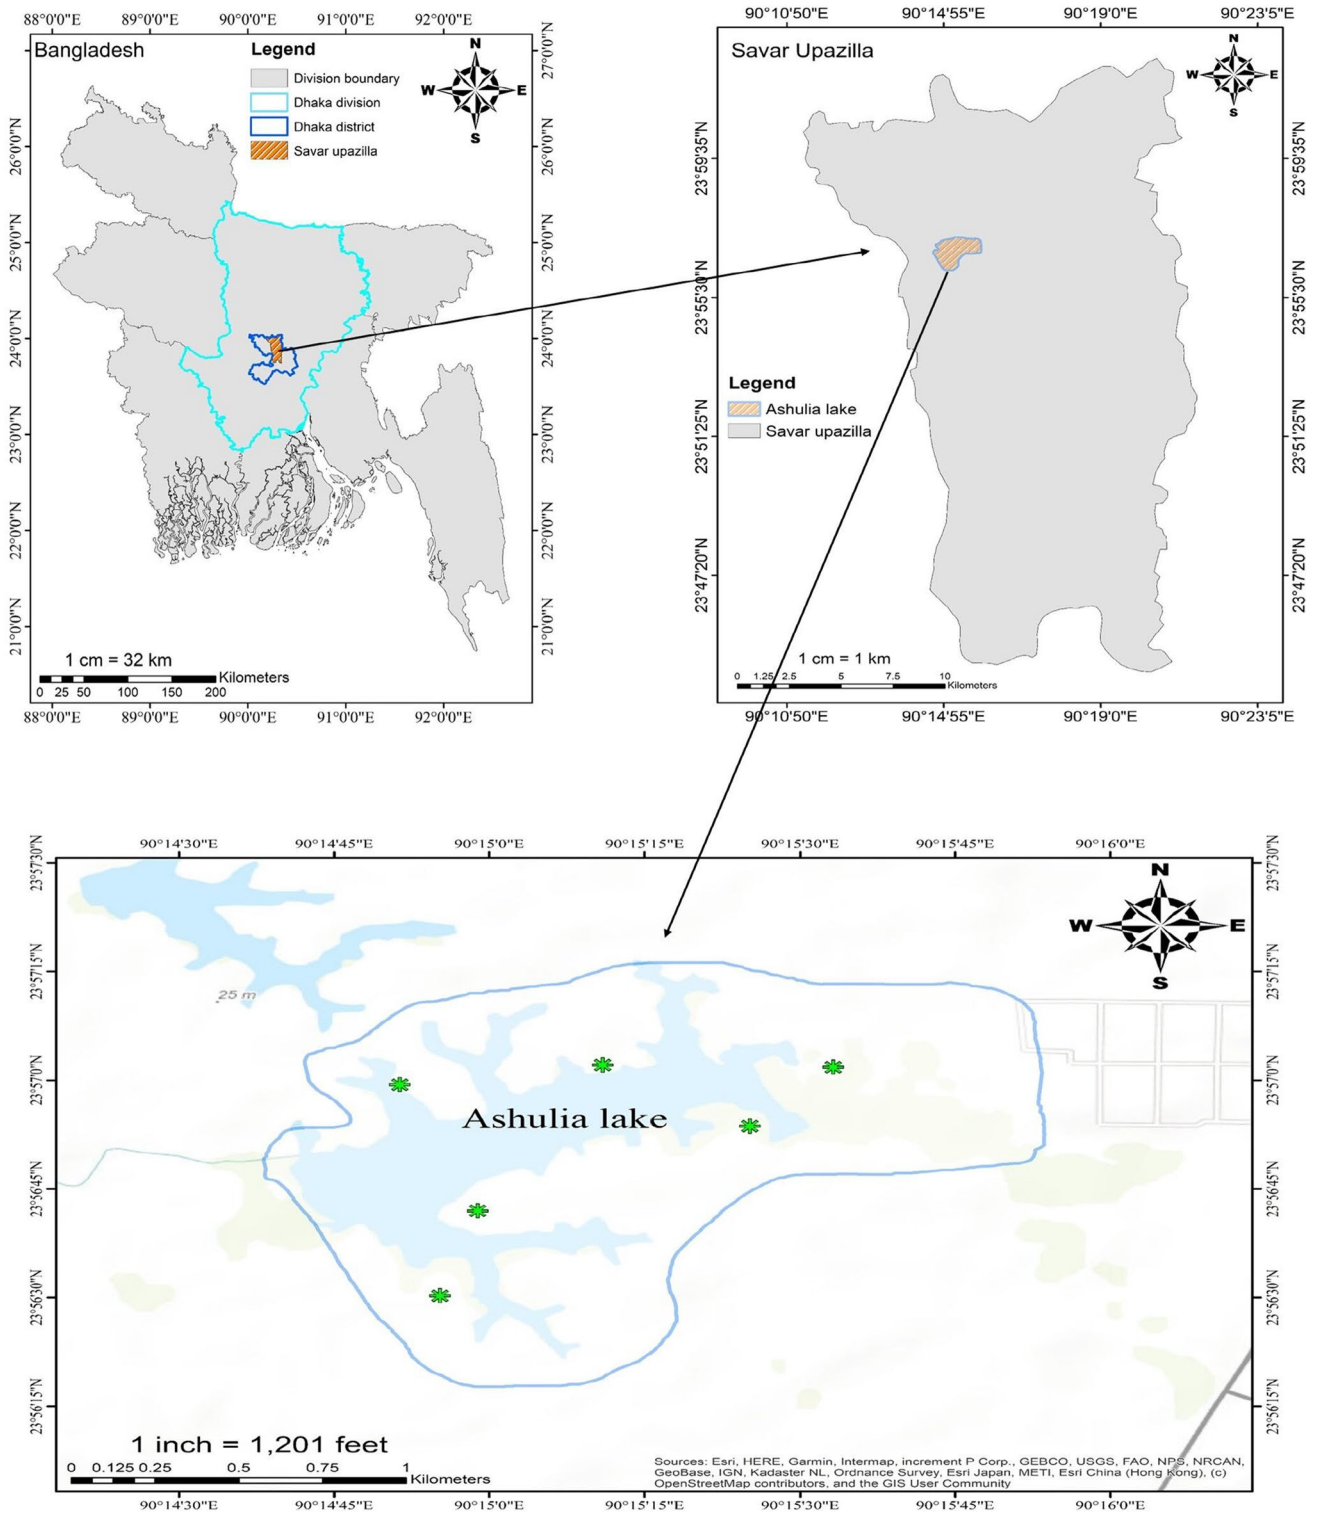 88°0'0"E 89°0'0"E 90°0'0"E 91°0'0"E 92°0'0"E
Bangladesh
Legend
Division boundary
Dhaka division
Dhaka district
Savar upazilla
N
W E
S
27°0'0"N
26°0'0"N 26°0'0"N
25°0'0"N 25°0'0"N
24°0'0"N 24°0'0"N
23°0'0"N 23°0'0"N
22°0'0"N 22°0'0"N
21°0'0"N 21°0'0"N
1 cm = 32 km
Kilometers
0 25 50 100 150 200
88°0'0"E 89°0'0"E 90°0'0"E 91°0'0"E 92°0'0"E
90°10'50"E 90°14'55"E 90°19'0"E 90°23'5"E
Savar Upazilla
N
W E
S
23°59'35"N 23°59'35"N
23°55'30"N 23°55'30"N
23°51'25"N 23°51'25"N
23°47'20"N 23°47'20"N
Legend
Ashulia lake
Savar upazilla
1 cm = 1 km
0 1.25 2.5 5 7.5 10
Kilometers
90°10'50"E 90°14'55"E 90°19'0"E 90°23'5"E
90°14'30"E 90°14'45"E 90°15'0"E 90°15'15"E 90°15'30"E 90°15'45"E 90°16'0"E
23°57'30"N 23°57'30"N
23°57'15"N 23°57'15"N
23°57'0"N 23°57'0"N
23°56'45"N 23°56'45"N
23°56'30"N 23°56'30"N
23°56'15"N 23°56'15"N
N
W E
S
25 m
Ashulia lake
1 inch = 1,201 feet
0 0.125 0.25 0.5 0.75 1
Kilometers
Sources: Esri, HERE, Garmin, Intermap, increment P Corp., GEBCO, USGS, FAO, NPS, NRCAN,
GeoBase, IGN, Kadaster NL, Ordnance Survey, Esri Japan, METI, Esri China (Hong Kong), (c)
OpenStreetMap contributors, and the GIS User Community
90°14'30"E 90°14'45"E 90°15'0"E 90°15'15"E 90°15'30"E 90°15'45"E 90°16'0"E